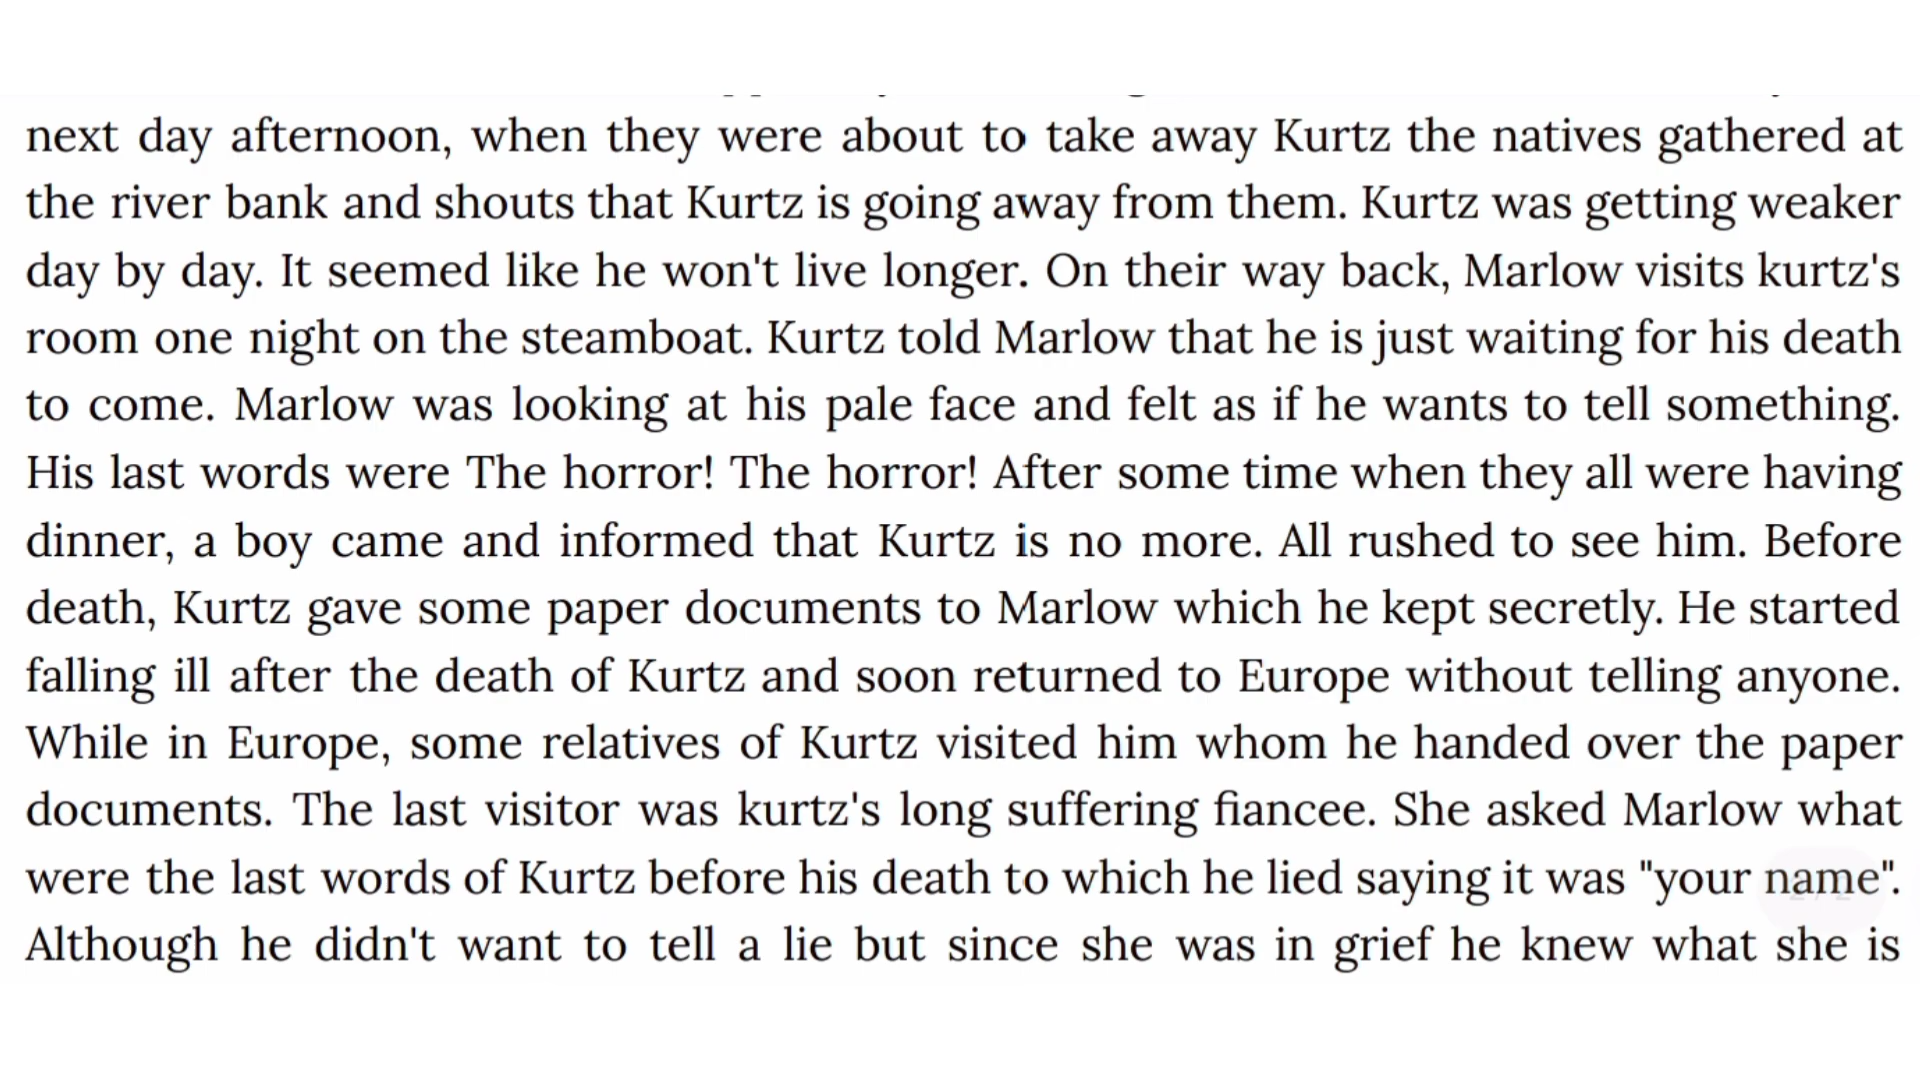 next day afternoon, when they were about to take away Kurtz the natives gathered at
the river bank and shouts that Kurtz is going away from them. Kurtz was getting weaker
day by day. It seemed like he won't live longer. On their way back, Marlow visits kurtz's
room one night on the steamboat. Kurtz told Marlow that he is just waiting for his death
to come. Marlow was looking at his pale face and felt as if he wants to tell something.
His last words were The horror! The horror! After some time when they all were having
dinner, a boy came and informed that Kurtz is no more. All rushed to see him. Before
death, Kurtz gave some paper documents to Marlow which he kept secretly. He started
falling ill after the death of Kurtz and soon returned to Europe without telling anyone.
While in Europe, some relatives of Kurtz visited him whom he handed over the paper
documents. The last visitor was kurtz's long suffering fiancee. She asked Marlow what
were the last words of Kurtz before his death to which he lied saying it was "your name".
Although he didn't want to tell a lie but since she was in grief he knew what she is